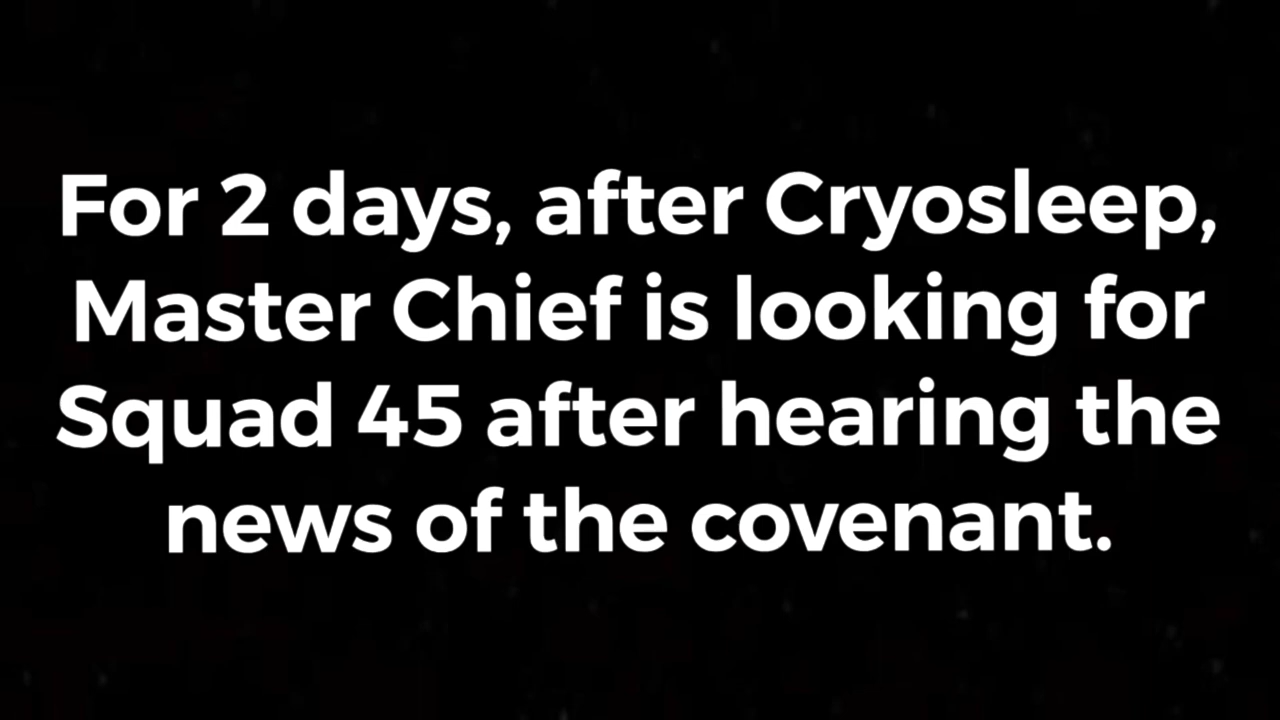 For 2 days, after Cryosleep,
Master Chief is looking for
Squad 45 after hearing the
news of the covenant.